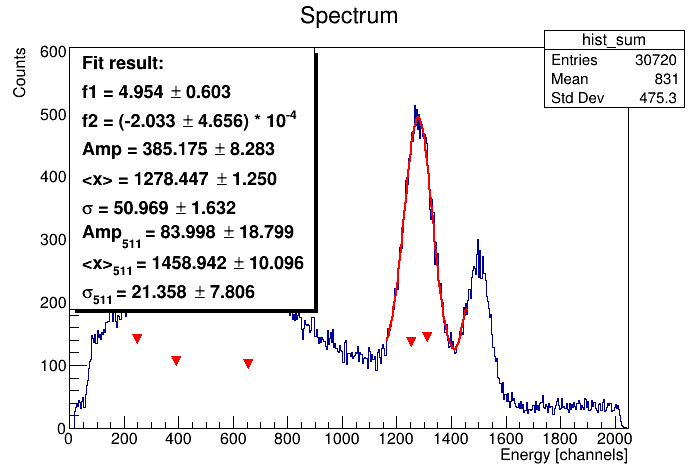 Spectrum
hist_sum
Entries 30720
Mean 831
Std Dev 475.3
Counts
600
500
400
300
200
100
0
Fit result:
f1 = 4.954 ± 0.603
f2 = (-2.033 ± 4.656) * 10^-4
Amp = 385.175 ± 8.283
<x> = 1278.447 ± 1.250
σ = 50.969 ± 1.632
Amp_511 = 83.998 ± 18.799
<x>_511 = 1458.942 ± 10.096
σ_511 = 21.358 ± 7.806
0 200 400 600 800 1000 1200 1400 1600 1800 2000
Energy [channels]